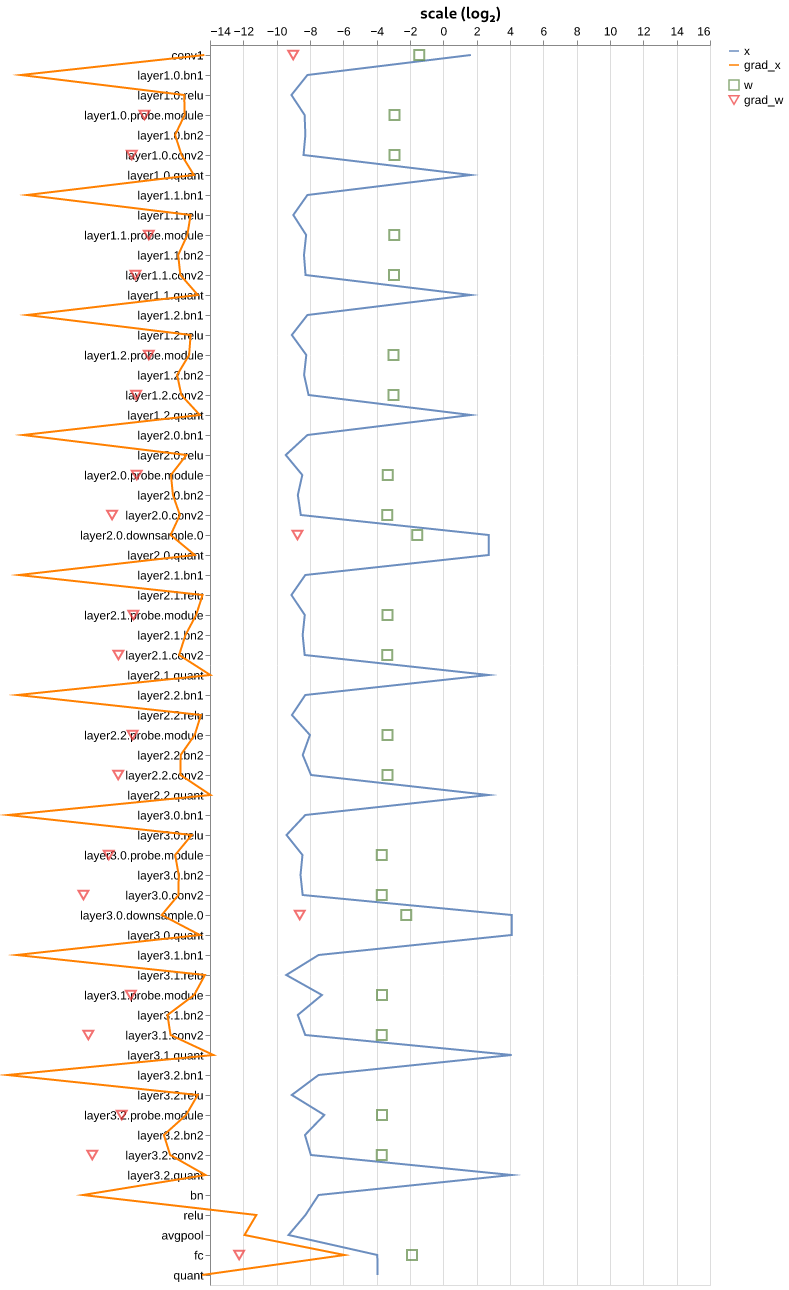 scale (log₂)
−14 −12 −10 −8 −6 −4 −2 0 2 4 6 8 10 12 14 16
x
grad_x
w
grad_w
conv1
layer1.0.bn1
layer1.0.relu
layer1.0.probe.module
layer1.0.bn2
layer1.0.conv2
layer1.0.quant
layer1.1.bn1
layer1.1.relu
layer1.1.probe.module
layer1.1.bn2
layer1.1.conv2
layer1.1.quant
layer1.2.bn1
layer1.2.relu
layer1.2.probe.module
layer1.2.bn2
layer1.2.conv2
layer1.2.quant
layer2.0.bn1
layer2.0.relu
layer2.0.probe.module
layer2.0.bn2
layer2.0.conv2
layer2.0.downsample.0
layer2.0.quant
layer2.1.bn1
layer2.1.relu
layer2.1.probe.module
layer2.1.bn2
layer2.1.conv2
layer2.1.quant
layer2.2.bn1
layer2.2.relu
layer2.2.probe.module
layer2.2.bn2
layer2.2.conv2
layer2.2.quant
layer3.0.bn1
layer3.0.relu
layer3.0.probe.module
layer3.0.bn2
layer3.0.conv2
layer3.0.downsample.0
layer3.0.quant
layer3.1.bn1
layer3.1.relu
layer3.1.probe.module
layer3.1.bn2
layer3.1.conv2
layer3.1.quant
layer3.2.bn1
layer3.2.relu
layer3.2.probe.module
layer3.2.bn2
layer3.2.conv2
layer3.2.quant
bn
relu
avgpool
fc
quant